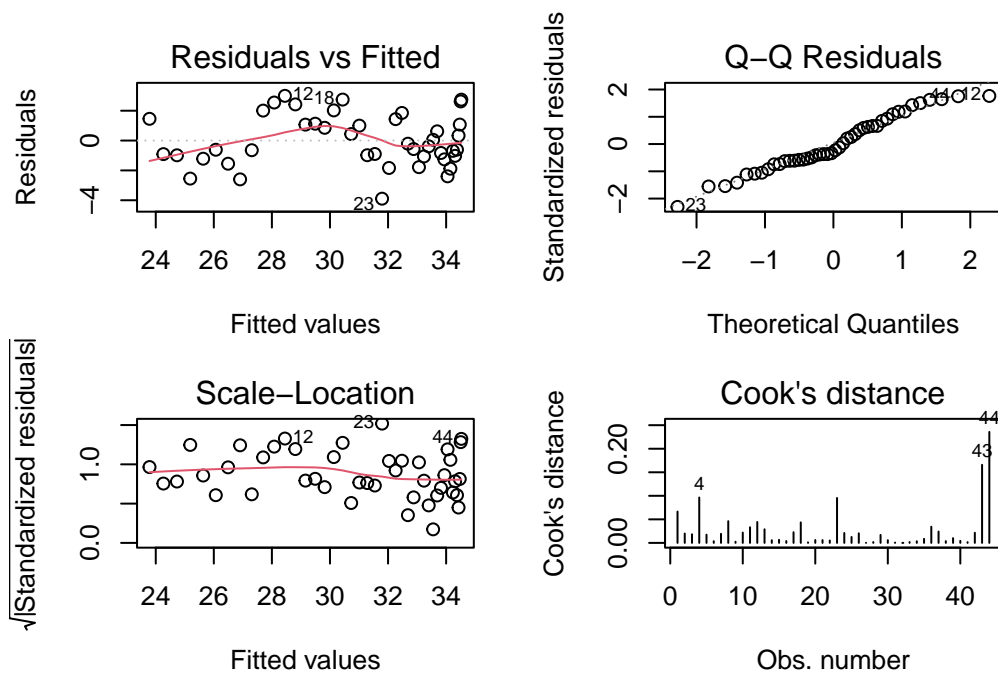 Residuals vs Fitted
Residuals
0
−4
12
18
23
24 26 28 30 32 34
Fitted values
Q−Q Residuals
Standardized residuals
2
0
−2
44
12
23
−2 −1 0 1 2
Theoretical Quantiles
Scale−Location
√|Standardized residuals|
1.0
0.0
23
12
44
24 26 28 30 32 34
Fitted values
Cook's distance
Cook's distance
0.20
0.00
44
43
4
0 10 20 30 40
Obs. number